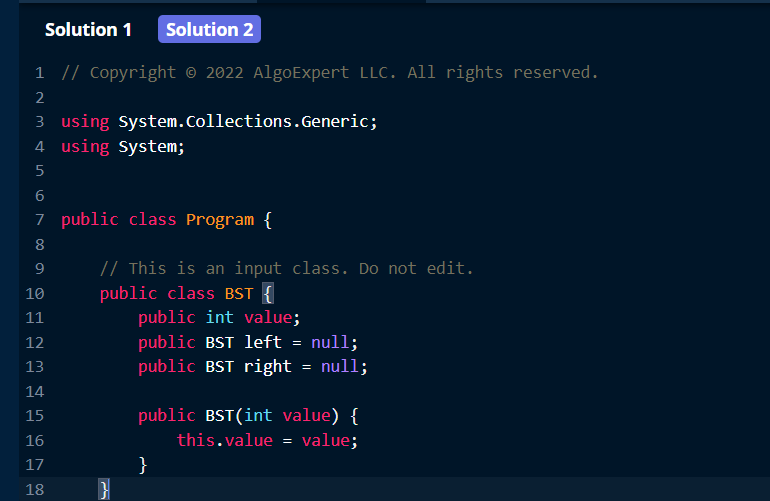 Solution 1 Solution 2
1 // Copyright © 2022 AlgoExpert LLC. All rights reserved.
2
3 using System.Collections.Generic;
4 using System;
5
6
7 public class Program {
8
9     // This is an input class. Do not edit.
10     public class BST {
11         public int value;
12         public BST left = null;
13         public BST right = null;
14
15         public BST(int value) {
16             this.value = value;
17         }
18     }